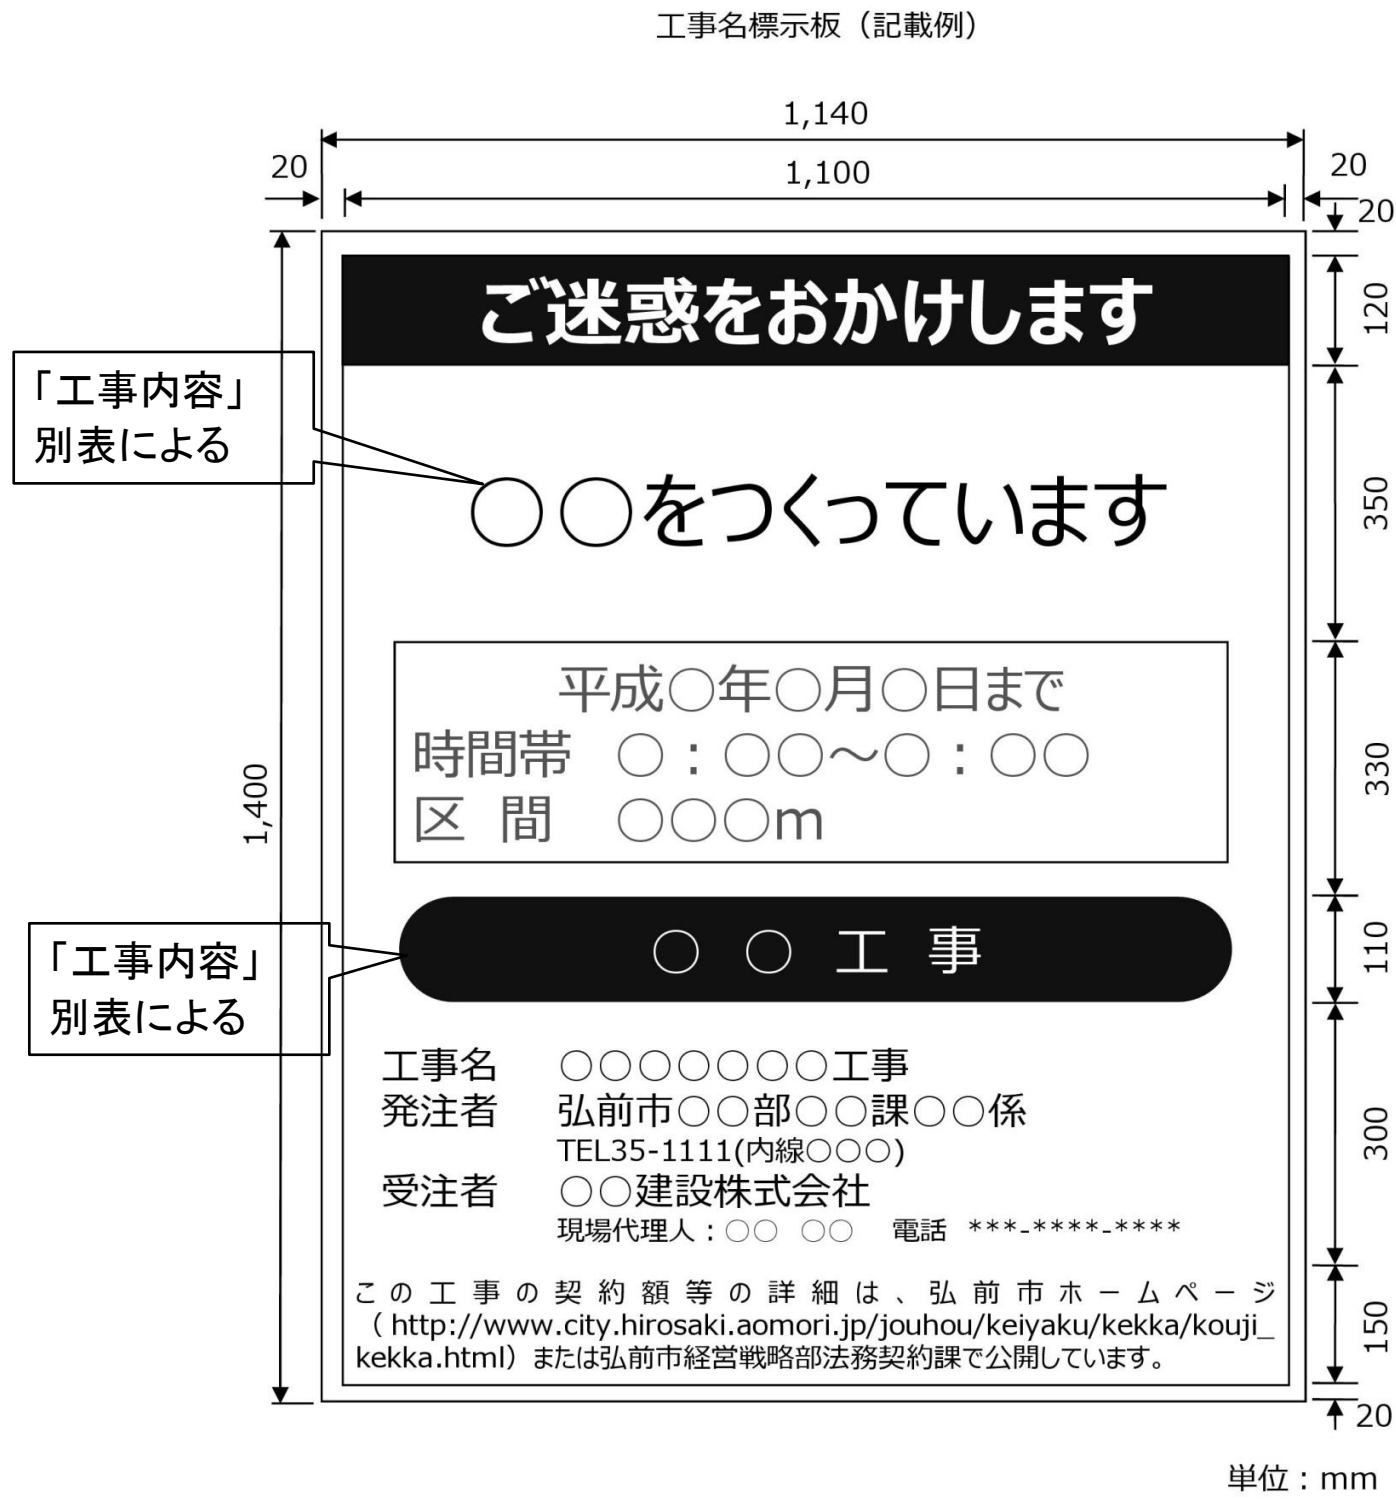 工事名標示板（記載例）
1,140
20
1,100
20
20
ご迷惑をおかけします
120
「工事内容」
別表による
○○をつくっています
350
平成○年○月○日まで
時間帯　○：○○～○：○○
区　間　○○○m
330
1,400
○　○　工　事
110
「工事内容」
別表による
工事名　○○○○○○○工事
発注者　弘前市○○部○○課○○係
TEL35-1111(内線○○○)
受注者　○○建設株式会社
現場代理人：○○　○○　電話　***-****-****
300
この工事の契約額等の詳細は、弘前市ホームページ
（http://www.city.hirosaki.aomori.jp/jouhou/keiyaku/kekka/kouji_
kekka.html）または弘前市経営戦略部法務契約課で公開しています。
150
20
単位：mm